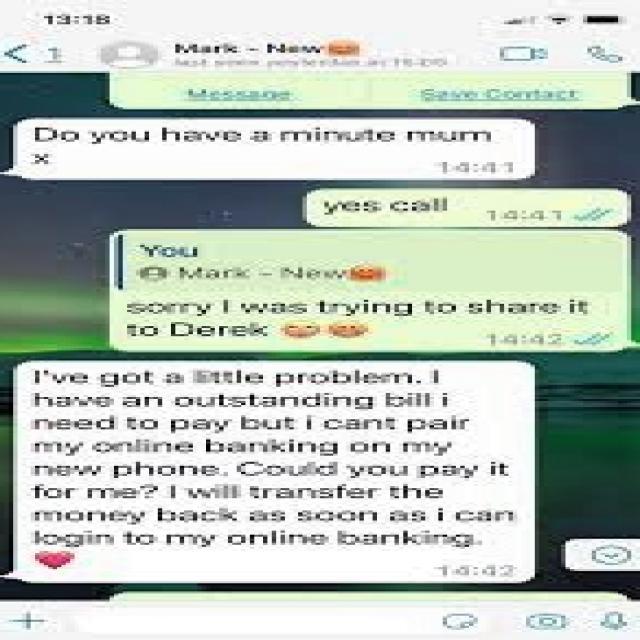 13:18
1
Mark - New
last seen yesterday at
Message
Save Contact
Do you have a minute mum
x
14:41
yes call
14:41
You
Mark - New
sorry I was trying to share it
to Derek
14:42
I've got a little problem. I
have an outstanding bill i
need to pay but i cant pair
my online banking on my
new phone. Could you pay it
for me? I will transfer the
money back as soon as i can
login to my online banking.
14:42